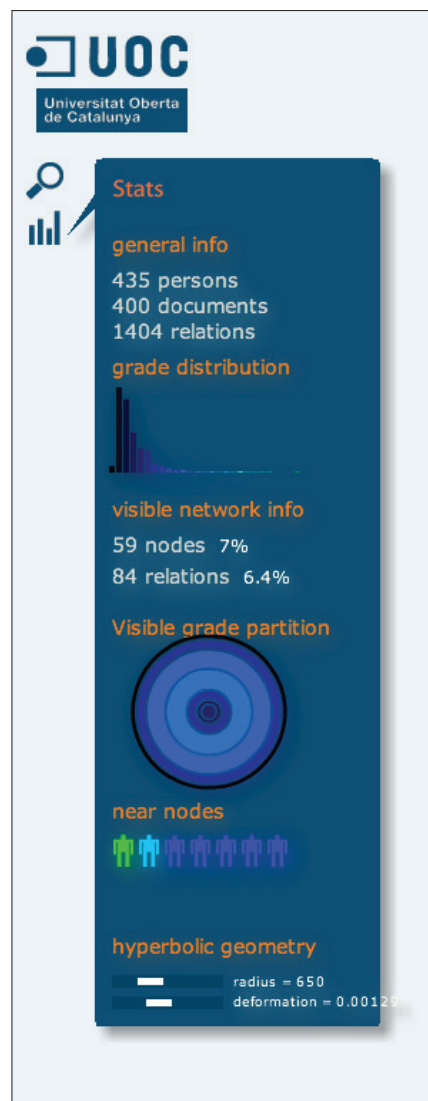 UOC
Universitat Oberta
de Catalunya
Stats
general info
435 persons
400 documents
1404 relations
grade distribution
visible network info
59 nodes 7%
84 relations 6.4%
Visible grade partition
near nodes
hyperbolic geometry
radius = 650
deformation = 0.00129